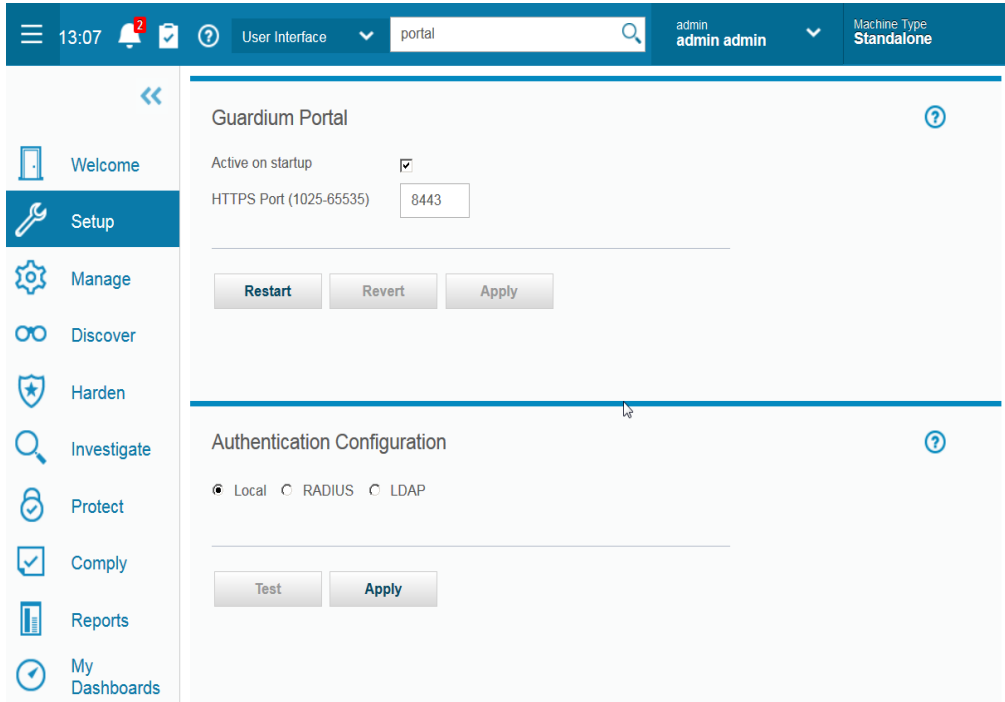 13:07
2
User Interface
portal
admin
admin admin
Machine Type
Standalone
Welcome
Setup
Manage
Discover
Harden
Investigate
Protect
Comply
Reports
My
Dashboards
Guardium Portal
Active on startup
HTTPS Port (1025-65535) 8443
Restart Revert Apply
Authentication Configuration
Local RADIUS LDAP
Test Apply